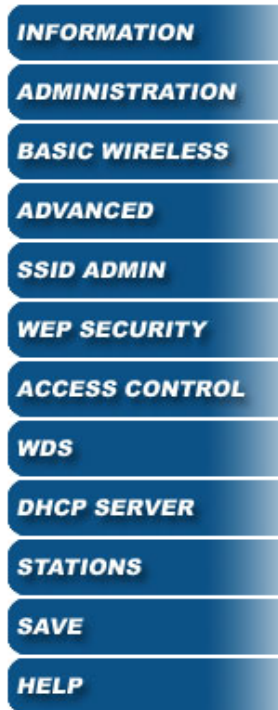 INFORMATION
ADMINISTRATION
BASIC WIRELESS
ADVANCED
SSID ADMIN
WEP SECURITY
ACCESS CONTROL
WDS
DHCP SERVER
STATIONS
SAVE
HELP